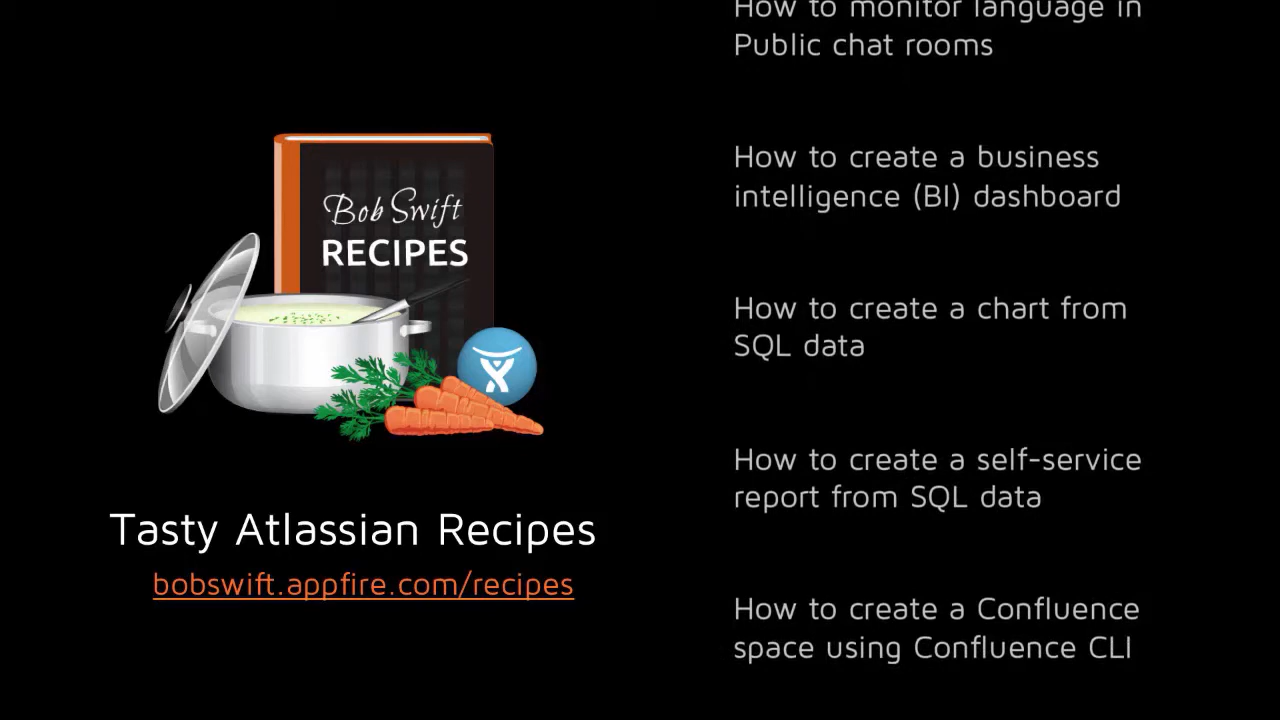 Bob Swift
RECIPES
Tasty Atlassian Recipes
bobswift.appfire.com/recipes
How to monitor language in
Public chat rooms
How to create a business
intelligence (BI) dashboard
How to create a chart from
SQL data
How to create a self-service
report from SQL data
How to create a Confluence
space using Confluence CLI